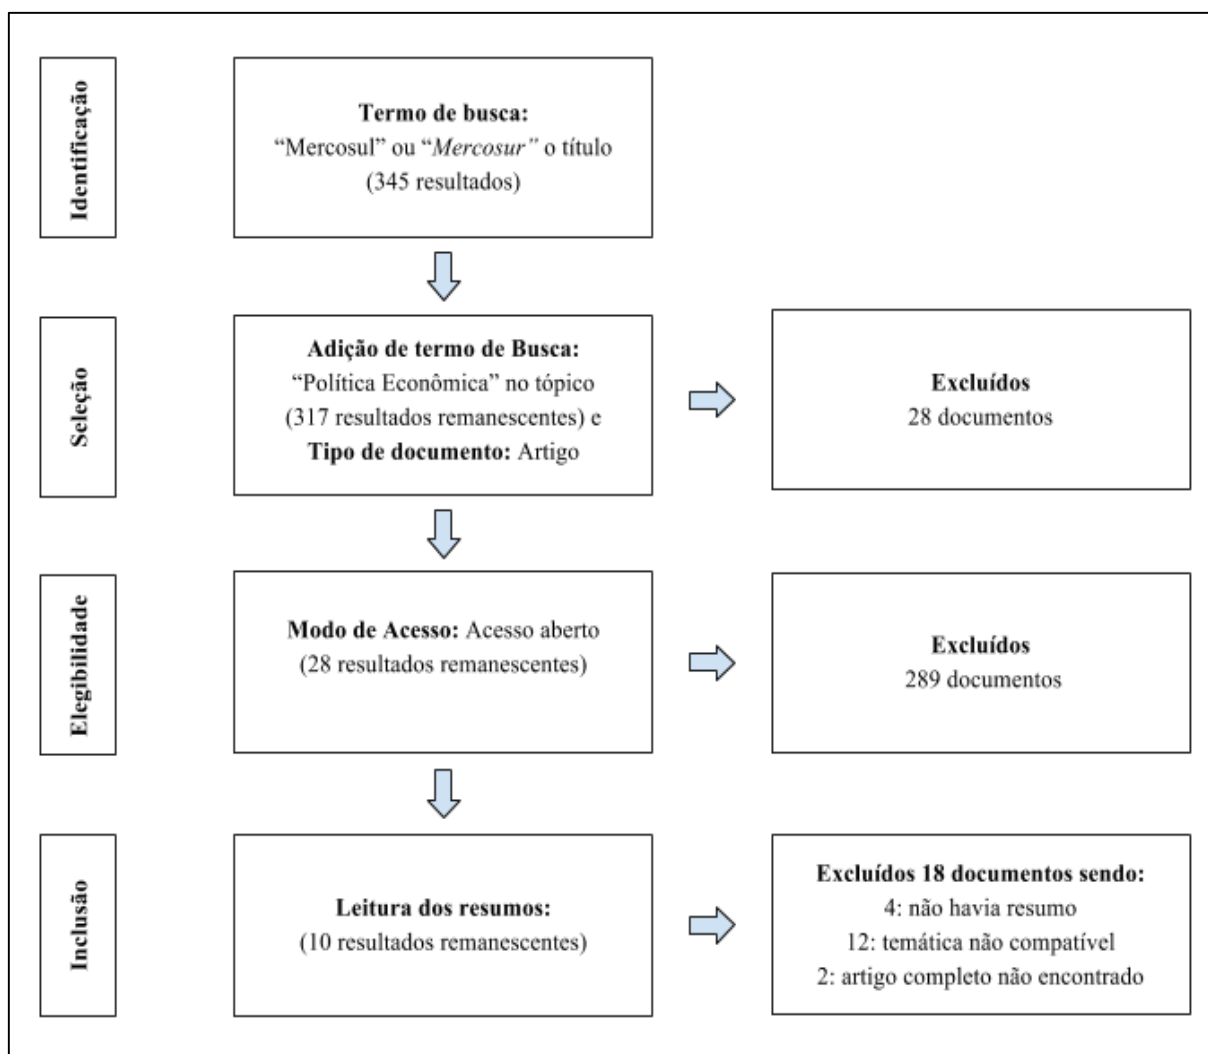 Identificação
Termo de busca:
“Mercosul” ou “Mercosur” o título
(345 resultados)
Seleção
Adição de termo de Busca:
“Política Econômica” no tópico
(317 resultados remanescentes) e
Tipo de documento: Artigo
Excluídos
28 documentos
Elegibilidade
Modo de Acesso: Acesso aberto
(28 resultados remanescentes)
Excluídos
289 documentos
Inclusão
Leitura dos resumos:
(10 resultados remanescentes)
Excluídos 18 documentos sendo:
4: não havia resumo
12: temática não compatível
2: artigo completo não encontrado